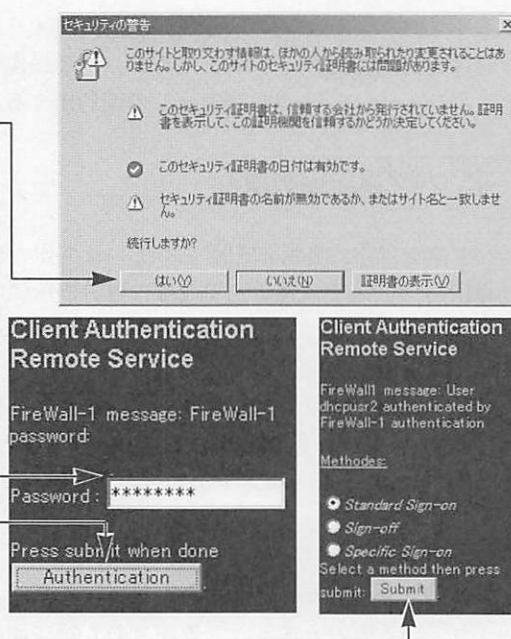 セキュリティの警告
このサイトと取り交わす情報は、ほかの人から読み取られたり変更されることはあ
りません。しかし、このサイトのセキュリティ証明書には問題があります。
このセキュリティ証明書は、信頼する会社から発行されていません。証明
書を表示して、この証明機関を信頼するかどうか決定してください。
このセキュリティ証明書の日付は有効です。
セキュリティ証明書の名前が無効であるか、またはサイト名と一致しませ
ん。
続行しますか?
はい(Y)
いいえ(N)
証明書の表示(V)
Client Authentication
Remote Service
FireWall-1 message: FireWall-1
password:
Password : ********
Press submit when done
Authentication
Client Authentication
Remote Service
FireWall1 message: User
dhcpusr2 authenticated by
FireWall-1 authentication
Methodes:
Standard Sign-on
Sign-off
Specific Sign-on
Select a method then press
submit: Submit